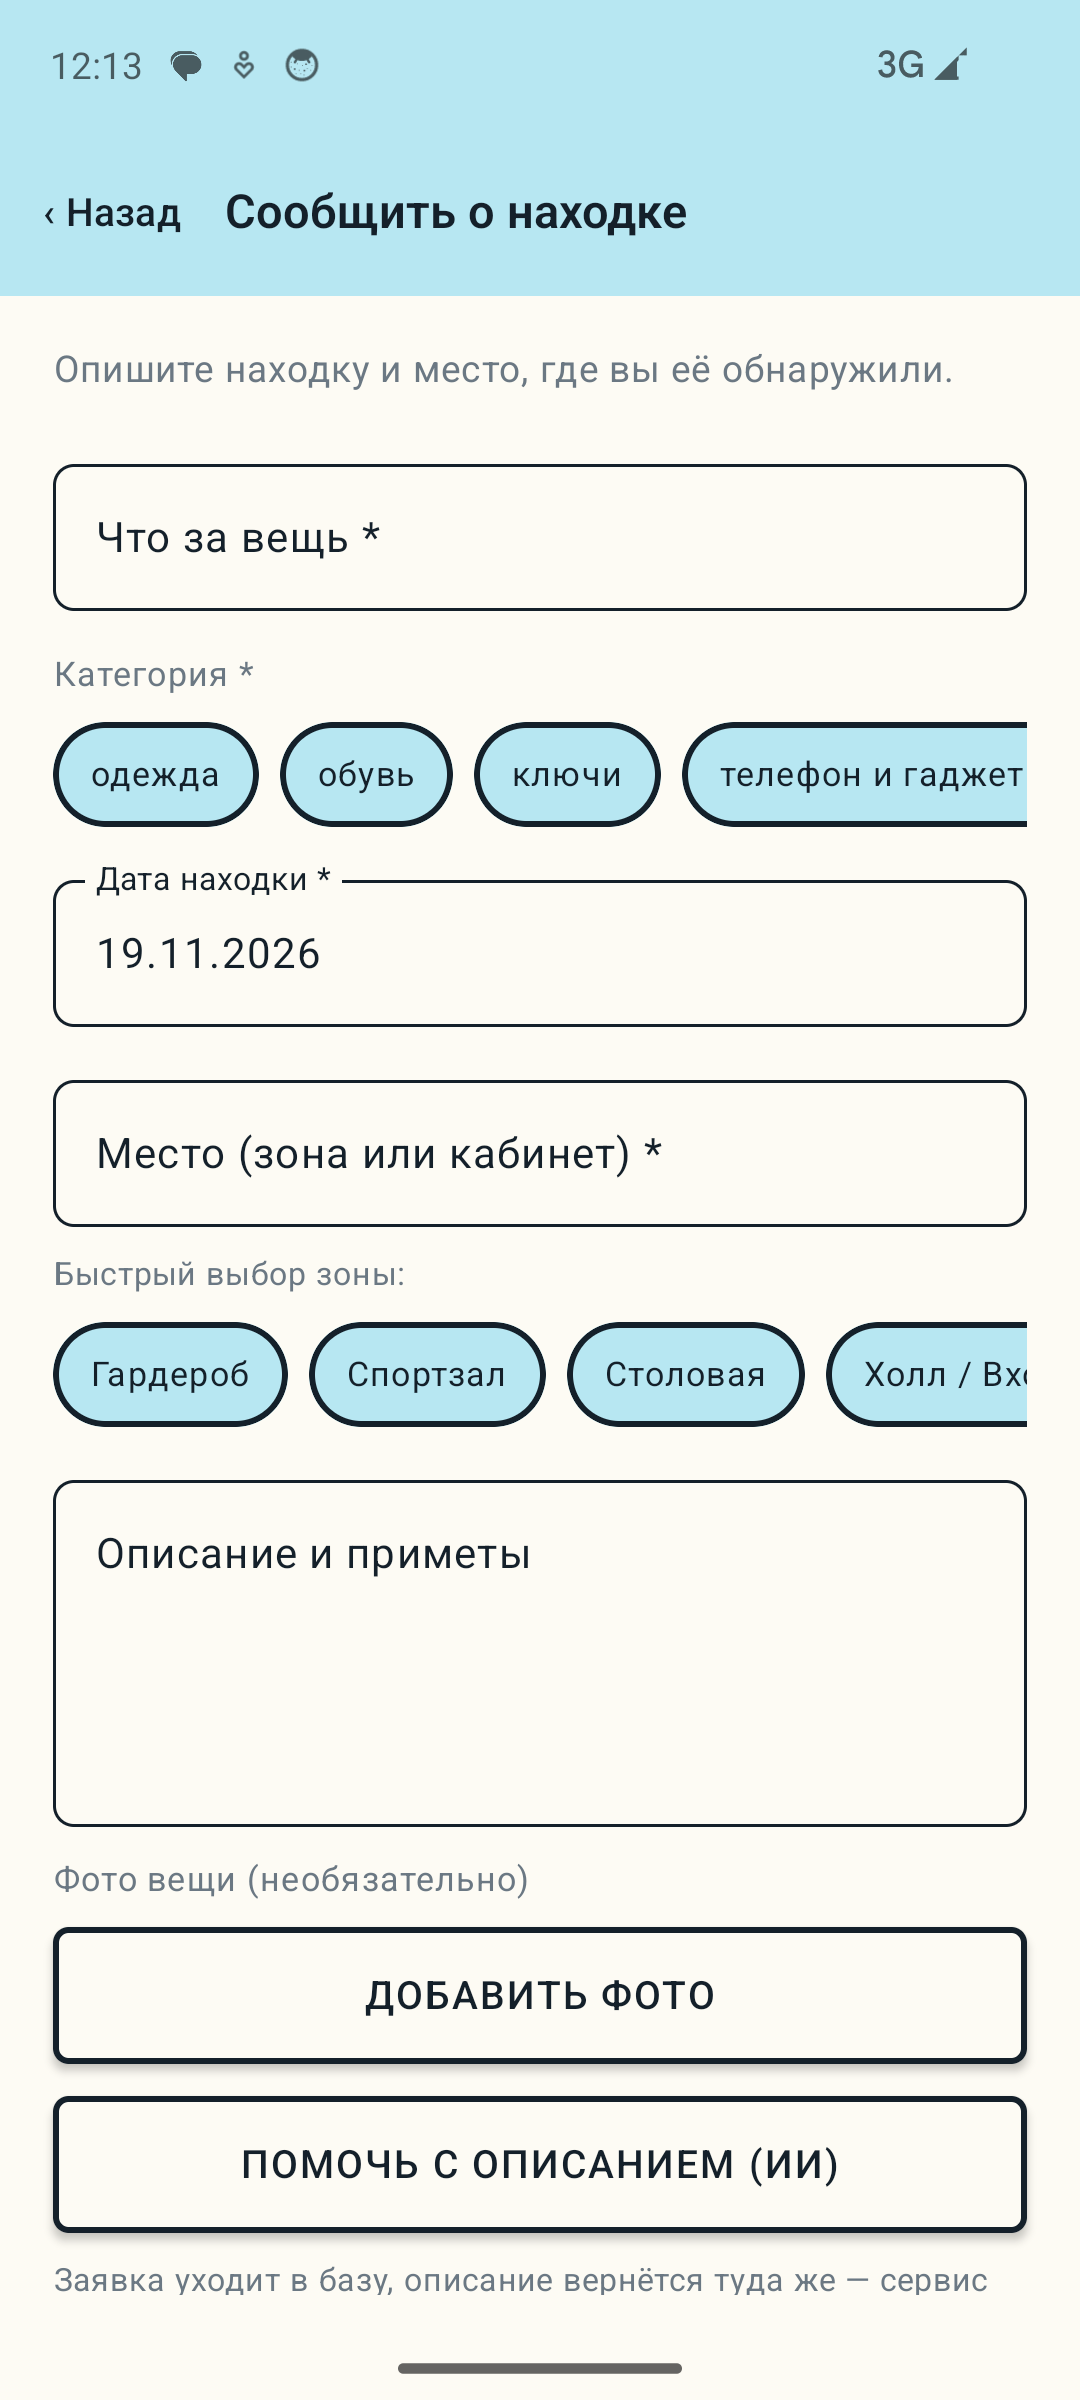 12:13
3G
‹ Назад Сообщить о находке
Опишите находку и место, где вы её обнаружили.
Что за вещь *
Категория *
одежда обувь ключи телефон и гаджет
Дата находки *
19.11.2026
Место (зона или кабинет) *
Быстрый выбор зоны:
Гардероб Спортзал Столовая Холл / Вхо
Описание и приметы
Фото вещи (необязательно)
ДОБАВИТЬ ФОТО
ПОМОЧЬ С ОПИСАНИЕМ (ИИ)
Заявка уходит в базу, описание вернётся туда же — сервис